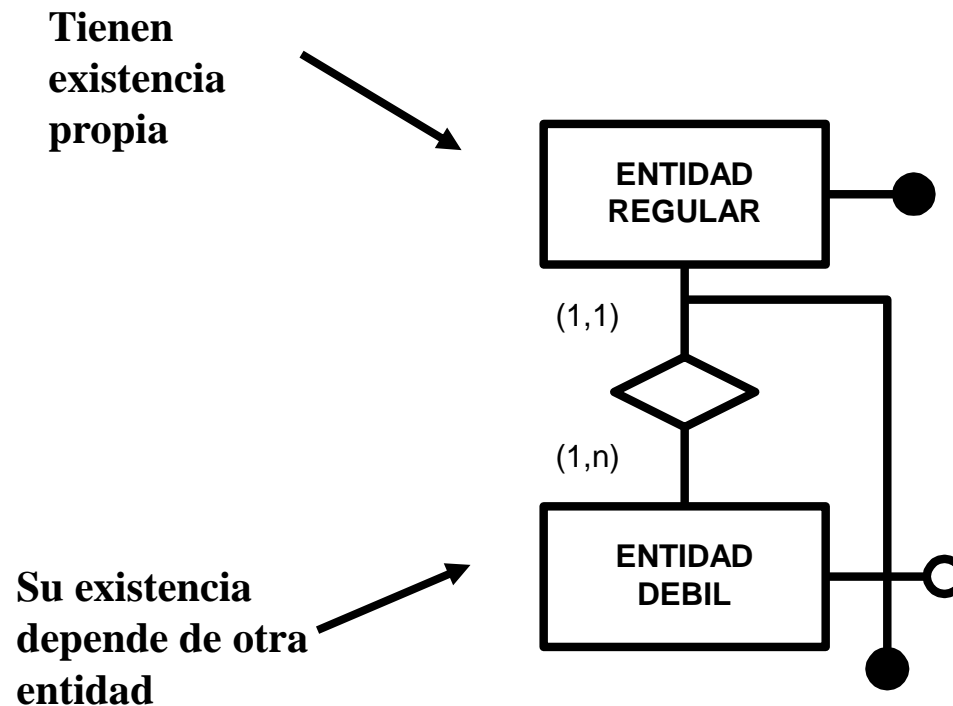 Tienen
existencia
propia
ENTIDAD
REGULAR
(1,1)
(1,n)
ENTIDAD
DEBIL
Su existencia
depende de otra
entidad